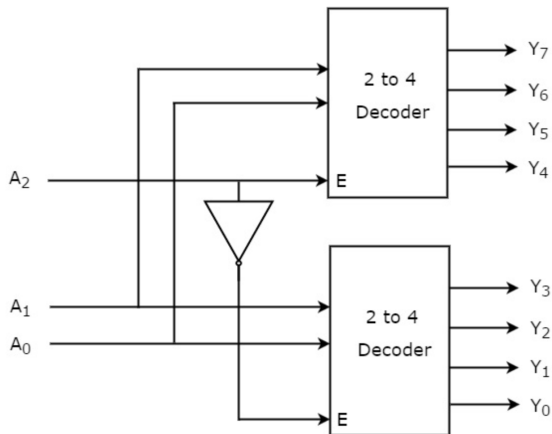 Y₇
2 to 4
Decoder
Y₆
Y₅
Y₄
A₂
E
A₁
A₀
2 to 4
Decoder
Y₃
Y₂
Y₁
Y₀
E